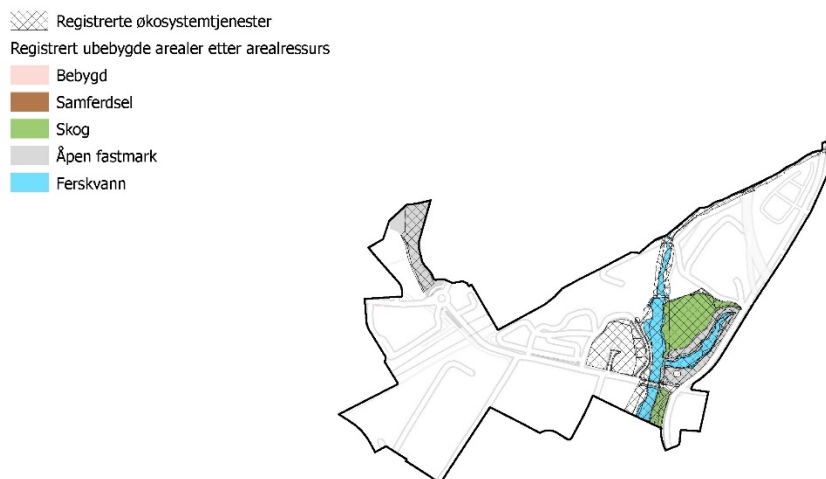 Registrerte økosystemtjenester
Registrert ubebygde arealer etter arealressurs
Bebygd
Samferdsel
Skog
Åpen fastmark
Ferskvann